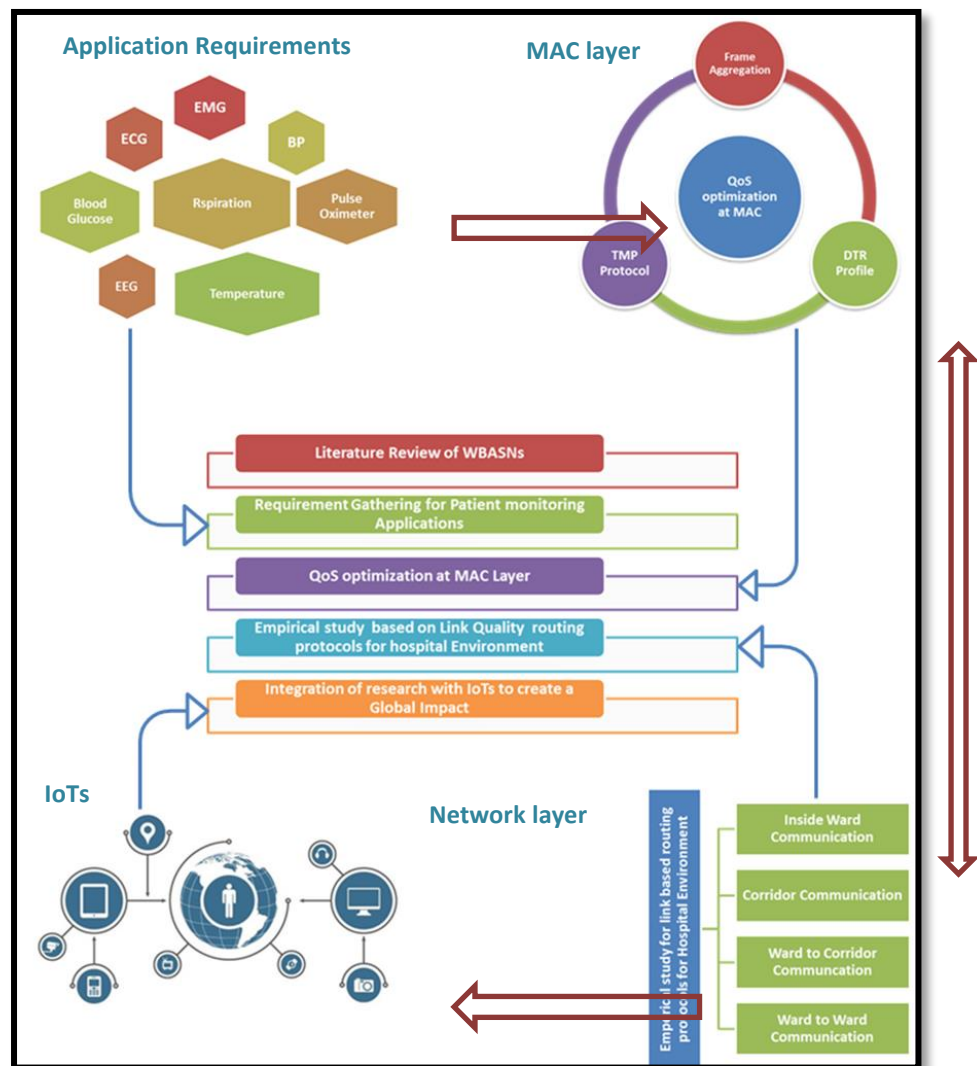 Application Requirements
EMG
ECG
BP
Blood
Glucose
Rspiration
Pulse
Oximeter
EEG
Temperature
MAC layer
Frame
Aggregation
QoS
optimization
at MAC
TMP
Protocol
DTR
Profile
Literature Review of WBASNs
Requirement Gathering for Patient monitoring
Applications
QoS optimization at MAC Layer
Empirical study based on Link Quality routing
protocols for hospital Environment
Integration of research with IoTs to create a
Global Impact
IoTs
Network layer
Empirical study for link based routing
protocols for Hospital Environment
Inside Ward
Communication
Corridor Communication
Ward to Corridor
Communcation
Ward to Ward
Communication